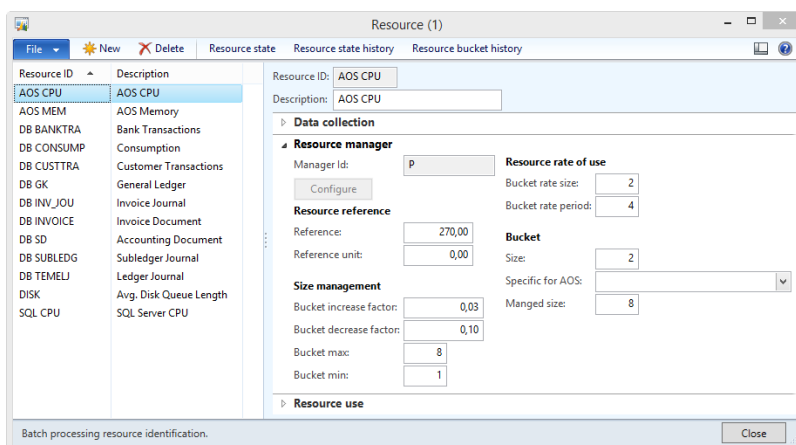 Resource (1)
File New Delete Resource state Resource state history Resource bucket history
Resource ID Description
AOS CPU AOS CPU
AOS MEM AOS Memory
DB BANKTRA Bank Transactions
DB CONSUMP Consumption
DB CUSTTRA Customer Transactions
DB GK General Ledger
DB INV_JOU Invoice Journal
DB INVOICE Invoice Document
DB SD Accounting Document
DB SUBLEDG Subledger Journal
DB TEMELJ Ledger Journal
DISK Avg. Disk Queue Length
SQL CPU SQL Server CPU
Resource ID: AOS CPU
Description: AOS CPU
Data collection
Resource manager
Manager Id: P
Configure
Resource reference
Reference: 270,00
Reference unit: 0,00
Size management
Bucket increase factor: 0,03
Bucket decrease factor: 0,10
Bucket max: 8
Bucket min: 1
Resource rate of use
Bucket rate size: 2
Bucket rate period: 4
Bucket
Size: 2
Specific for AOS:
Manged size: 8
Resource use
Batch processing resource identification.
Close